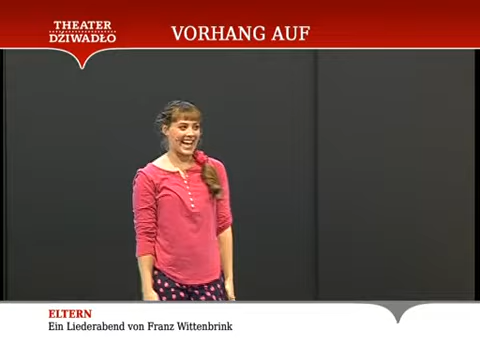 THEATER
DZIWADŁO
VORHANG AUF
ELTERN
Ein Liederabend von Franz Wittenbrink